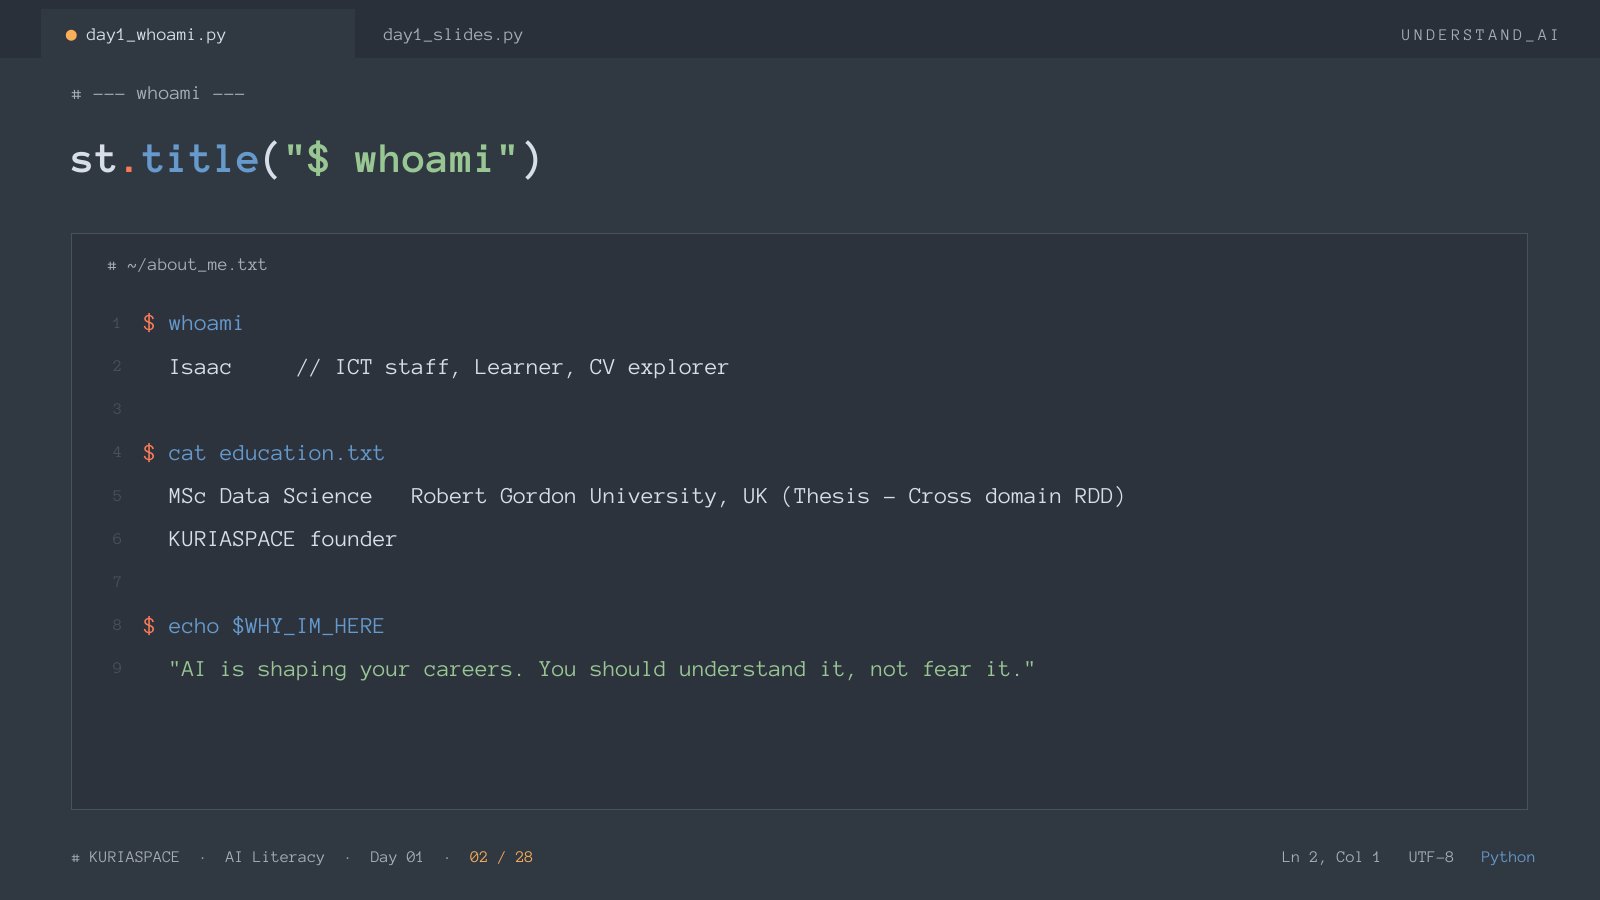 day1_whoami.py day1_slides.py UNDERSTAND_AI
# --- whoami ---
st.title("$ whoami")
# ~/about_me.txt
1 $ whoami
2 Isaac // ICT staff, Learner, CV explorer
3
4 $ cat education.txt
5 MSc Data Science Robert Gordon University, UK (Thesis - Cross domain RDD)
6 KURIASPACE founder
7
8 $ echo $WHY_IM_HERE
9 "AI is shaping your careers. You should understand it, not fear it."
# KURIASPACE · AI Literacy · Day 01 · 02 / 28 Ln 2, Col 1 UTF-8 Python